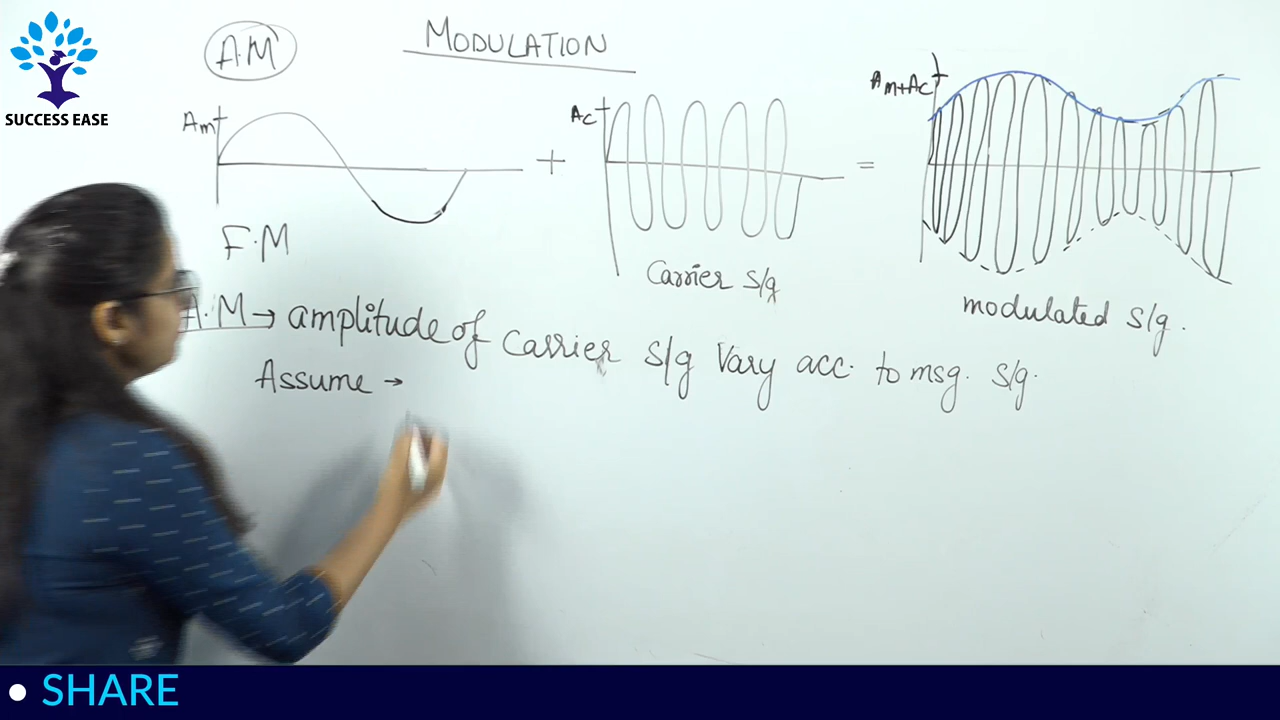 SUCCESS EASE
A.M
MODULATION
Am
+
Ac
=
Am+Ac
F.M
Carrier s/g
modulated s/g.
A.M → amplitude of carrier s/g vary acc. to msg. s/g.
Assume →
• SHARE